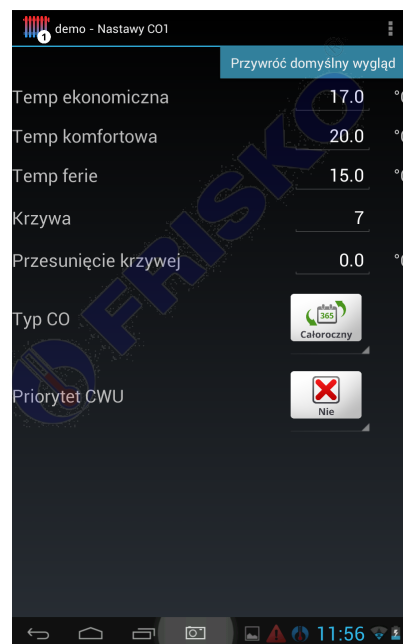 1
demo - Nastawy CO1
Przywróć domyślny wygląd
Temp ekonomiczna 17.0 °
Temp komfortowa 20.0 °
Temp ferie 15.0 °
Krzywa 7
Przesunięcie krzywej 0.0 °
Typ CO
365
Całoroczny
Priorytet CWU
Nie
FRISKO
11:56